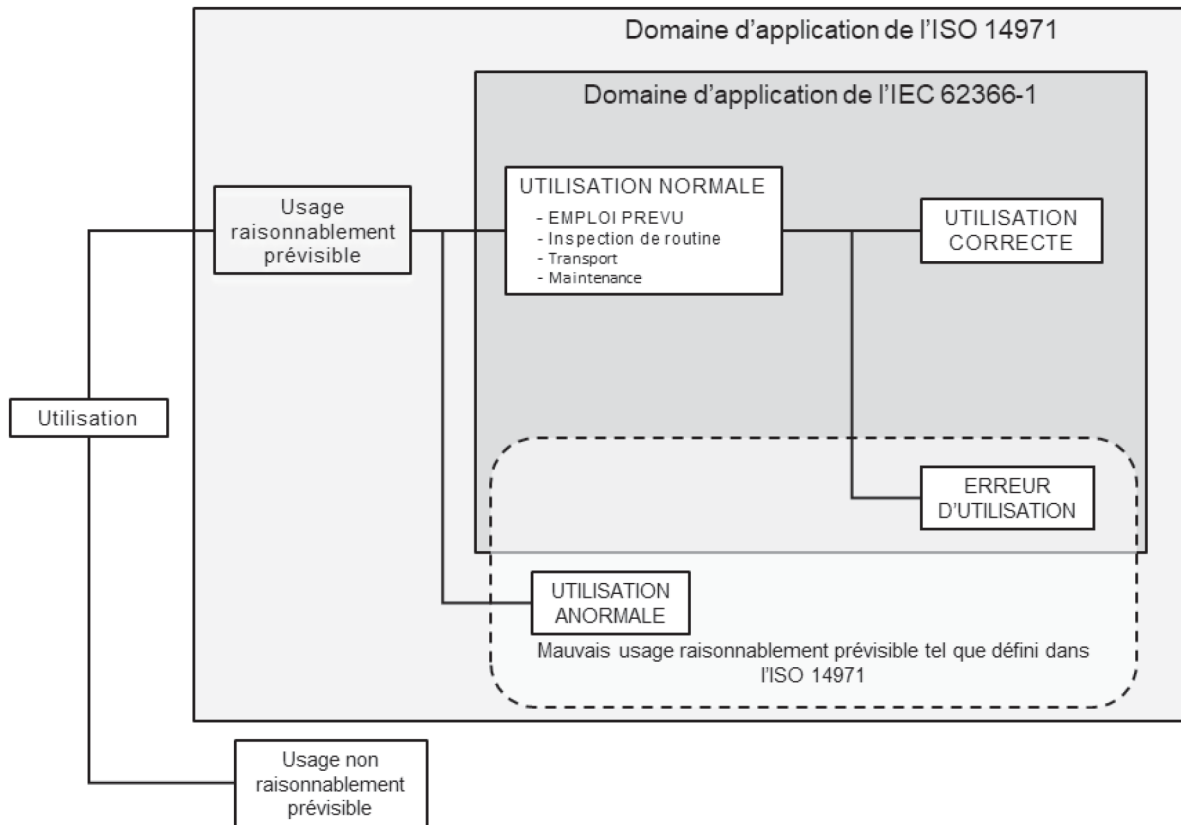 Domaine d’application de l’ISO 14971
Domaine d’application de l’IEC 62366-1
Usage
raisonnablement
prévisible
UTILISATION NORMALE
- EMPLOI PREVU
- Inspection de routine
- Transport
- Maintenance
UTILISATION
CORRECTE
Utilisation
ERREUR
D’UTILISATION
UTILISATION
ANORMALE
Mauvais usage raisonnablement prévisible tel que défini dans
l’ISO 14971
Usage non
raisonnablement
prévisible